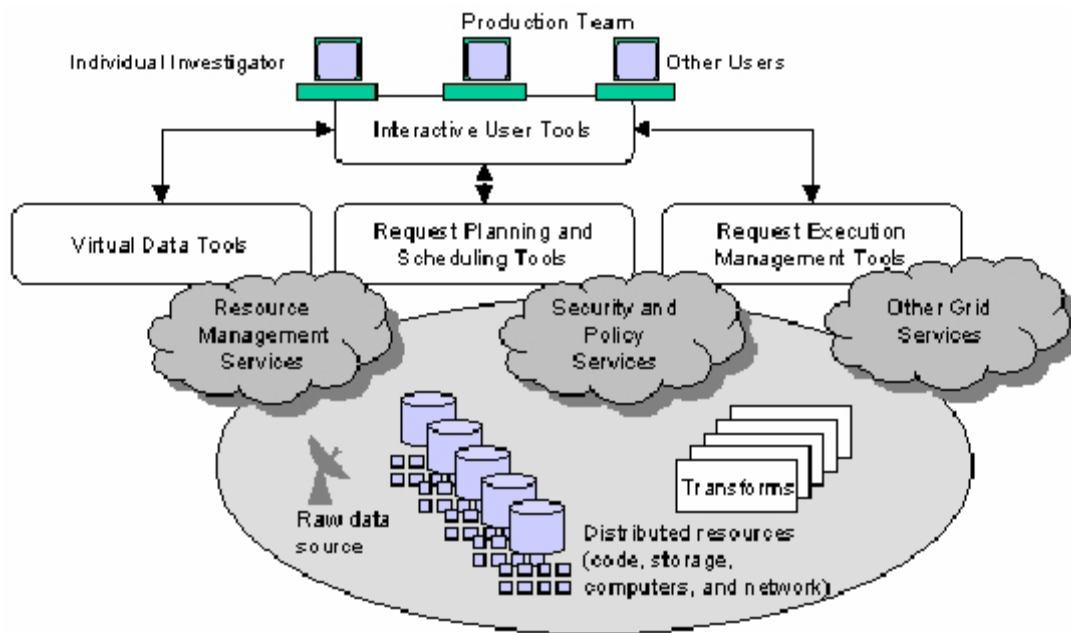 Production Team
Individual Investigator
Other Users
Interactive User Tools
Virtual Data Tools
Request Planning and
Scheduling Tools
Request Execution
Management Tools
Resource
Management
Services
Security and
Policy
Services
Other Grid
Services
Transforms
Raw data
source
Distributed resources
(code, storage,
computers, and network)